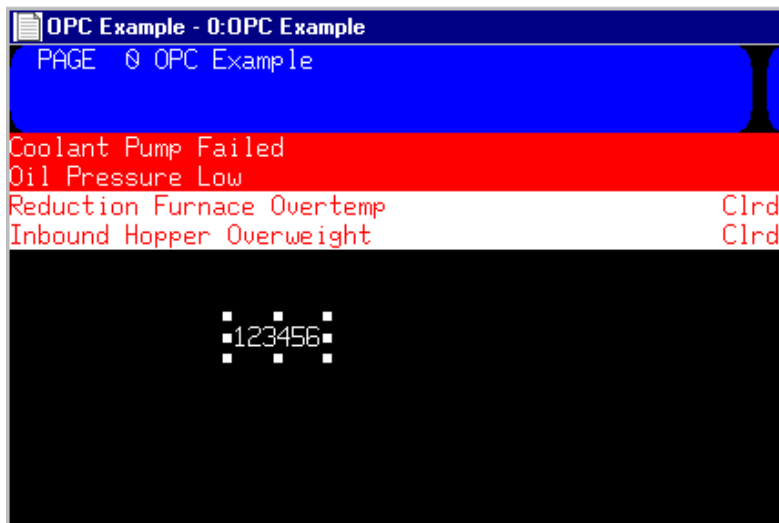 OPC Example - 0:OPC Example
PAGE 0 OPC Example
Coolant Pump Failed
Oil Pressure Low
Reduction Furnace Overtemp Clrd
Inbound Hopper Overweight Clrd
123456